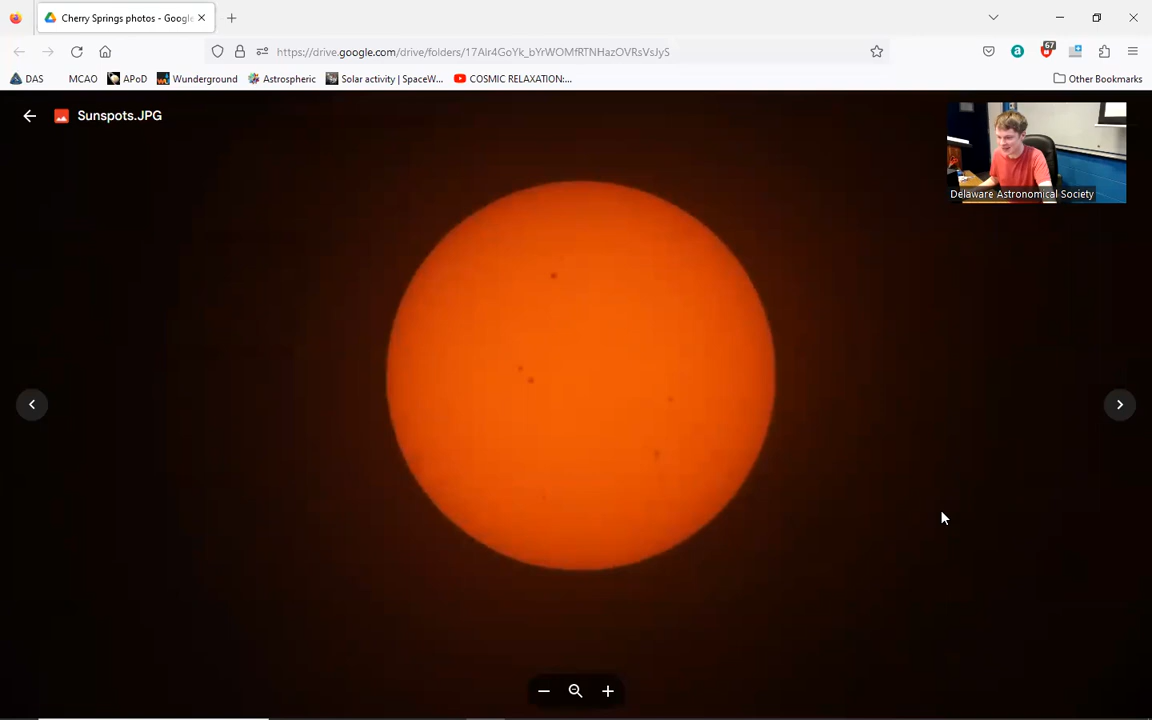 Cherry Springs photos - Google
https://drive.google.com/drive/folders/17Alr4GoYk_bYrWOMfRTNHazOVRsVsJyS
67
DAS MCAO APoD Wunderground Astrospheric Solar activity | SpaceW... COSMIC RELAXATION:... Other Bookmarks
Sunspots.JPG
Delaware Astronomical Society